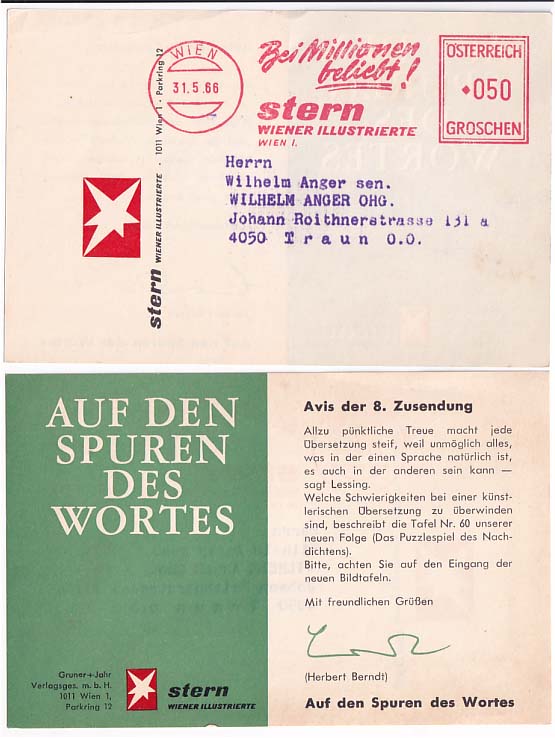 WIEN
31.5.66
Bei Millionen
beliebt!
stern
WIENER ILLUSTRIERTE
WIEN I.
ÖSTERREICH
*050
GROSCHEN
stern WIENER ILLUSTRIERTE · 1011 Wien 1 · Parkring 12
Herrn
Wilhelm Anger sen.
WILHELM ANGER OHG.
Johann Roithnerstrasse 131 a
4050 Traun O.O.
AUF DEN
SPUREN
DES
WORTES
Gruner+Jahr
Verlagsges. m. b. H.
1011 Wien 1,
Parkring 12
stern
WIENER ILLUSTRIERTE
Avis der 8. Zusendung
Allzu pünktliche Treue macht jede
Übersetzung steif, weil unmöglich alles,
was in der einen Sprache natürlich ist,
es auch in der anderen sein kann —
sagt Lessing.
Welche Schwierigkeiten bei einer künst-
lerischen Übersetzung zu überwinden
sind, beschreibt die Tafel Nr. 60 unserer
neuen Folge (Das Puzzlespiel des Nach-
dichtens).
Bitte, achten Sie auf den Eingang der
neuen Bildtafeln.
Mit freundlichen Grüßen
(Herbert Berndt)
Auf den Spuren des Wortes